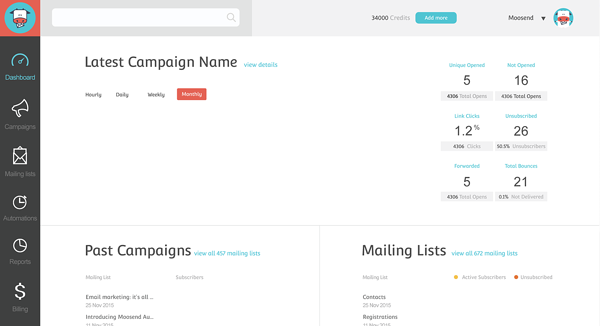 34000 Credits Add more Moosend
Dashboard
Campaigns
Mailing lists
Automations
Reports
Billing
Latest Campaign Name view details
Hourly Daily Weekly Monthly
Unique Opened Not Opened
5 16
4306 Total Opens 4306 Total Opens
Link Clicks Unsubscribed
1.2% 26
4306 Clicks 50.5% Unsubscribers
Forwarded Total Bounces
5 21
4306 Total Opens 0.1% Not Delivered
Past Campaigns view all 457 mailing lists
Mailing List Subscribers
Email marketing: it's all ...
25 Nov 2015
Introducing Moosend Au...
Mailing Lists view all 672 mailing lists
Mailing List Active Subscribers Unsubscribed
Contacts
25 Nov 2015
Registrations